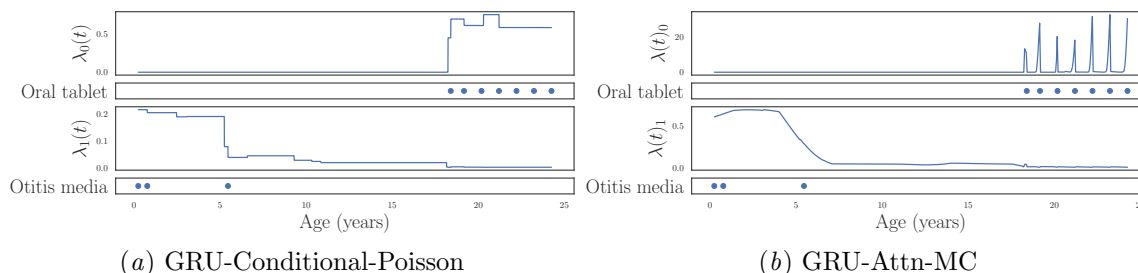 λ₀(t)
0.5
0.0
Oral tablet
λ₁(t)
0.2
0.1
0.0
Otitis media
0
5
10
15
20
25
Age (years)
(a) GRU-Conditional-Poisson
λ(t)₀
20
0
Oral tablet
λ(t)₁
0.5
0.0
Otitis media
0
5
10
15
20
25
Age (years)
(b) GRU-Attn-MC